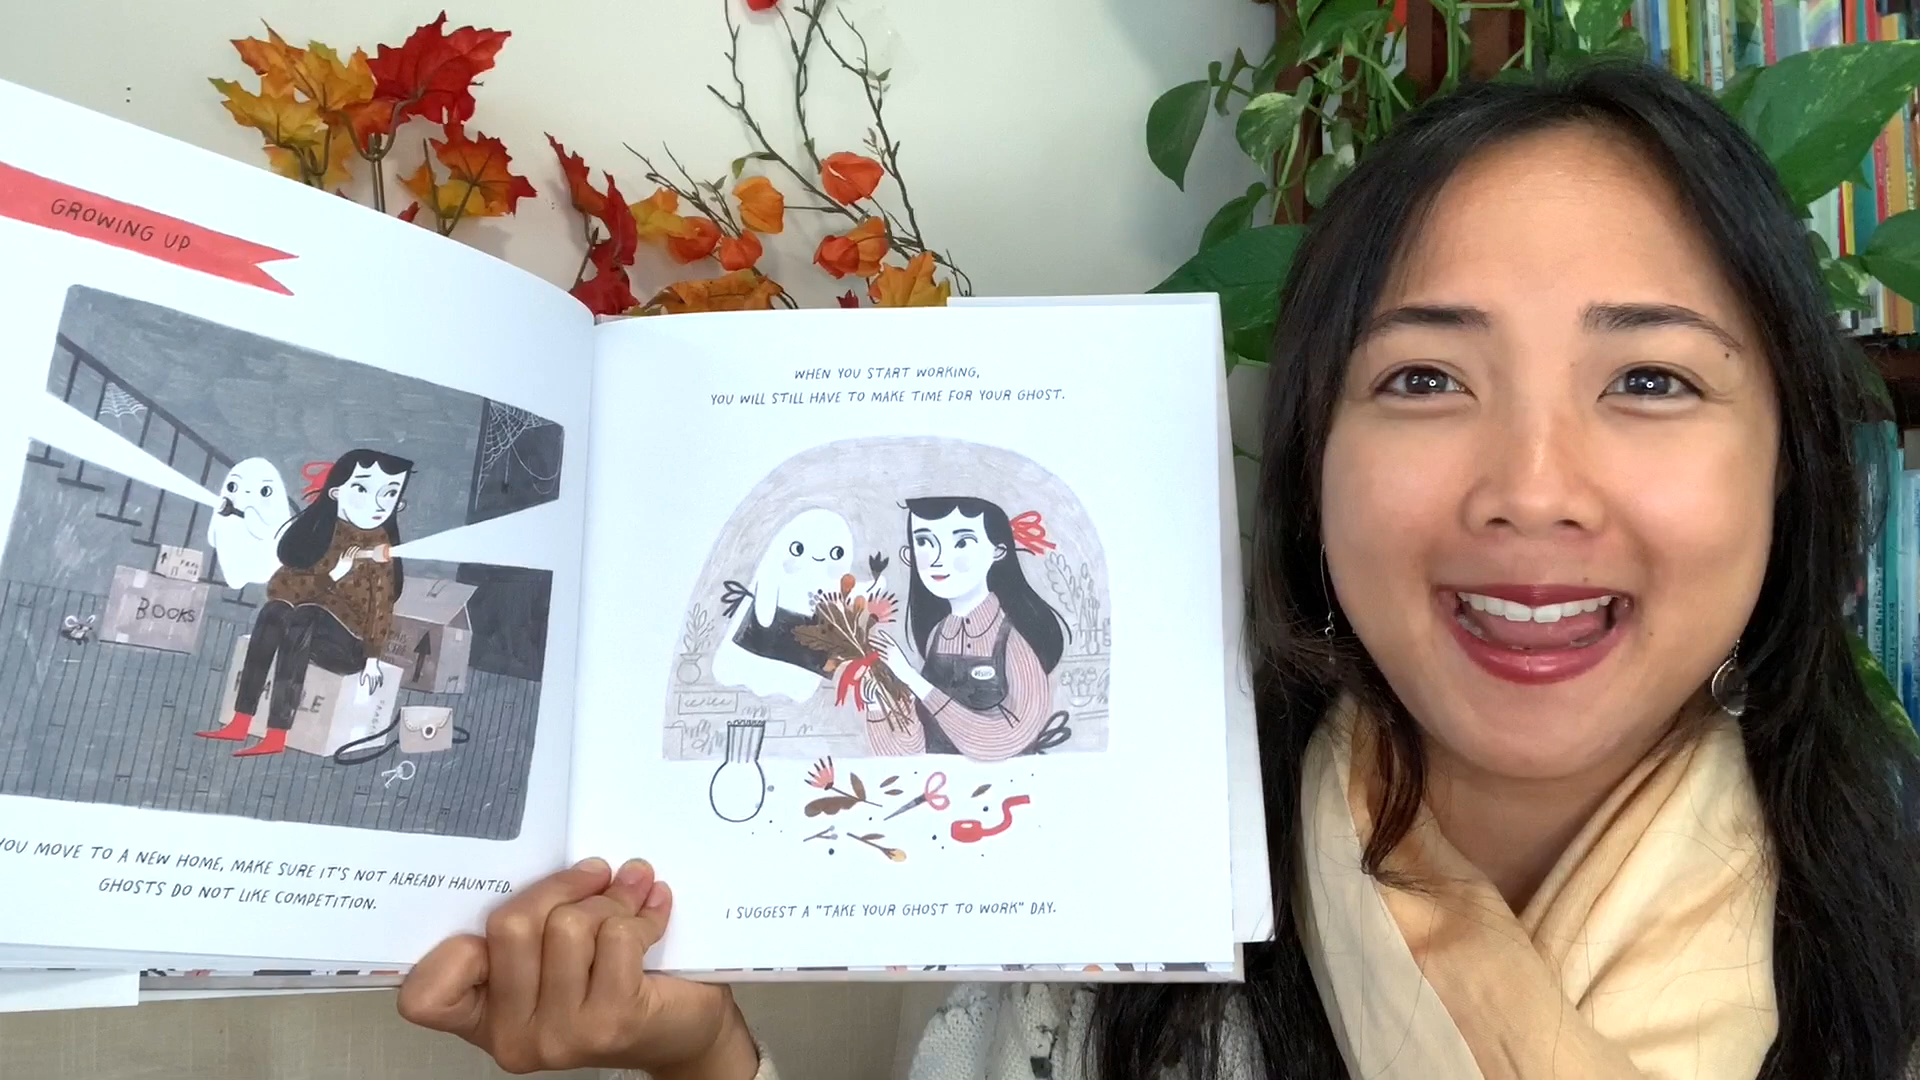 GROWING UP
BOOKS
YOU MOVE TO A NEW HOME, MAKE SURE IT'S NOT ALREADY HAUNTED.
GHOSTS DO NOT LIKE COMPETITION.
WHEN YOU START WORKING,
YOU WILL STILL HAVE TO MAKE TIME FOR YOUR GHOST.
I SUGGEST A "TAKE YOUR GHOST TO WORK" DAY.